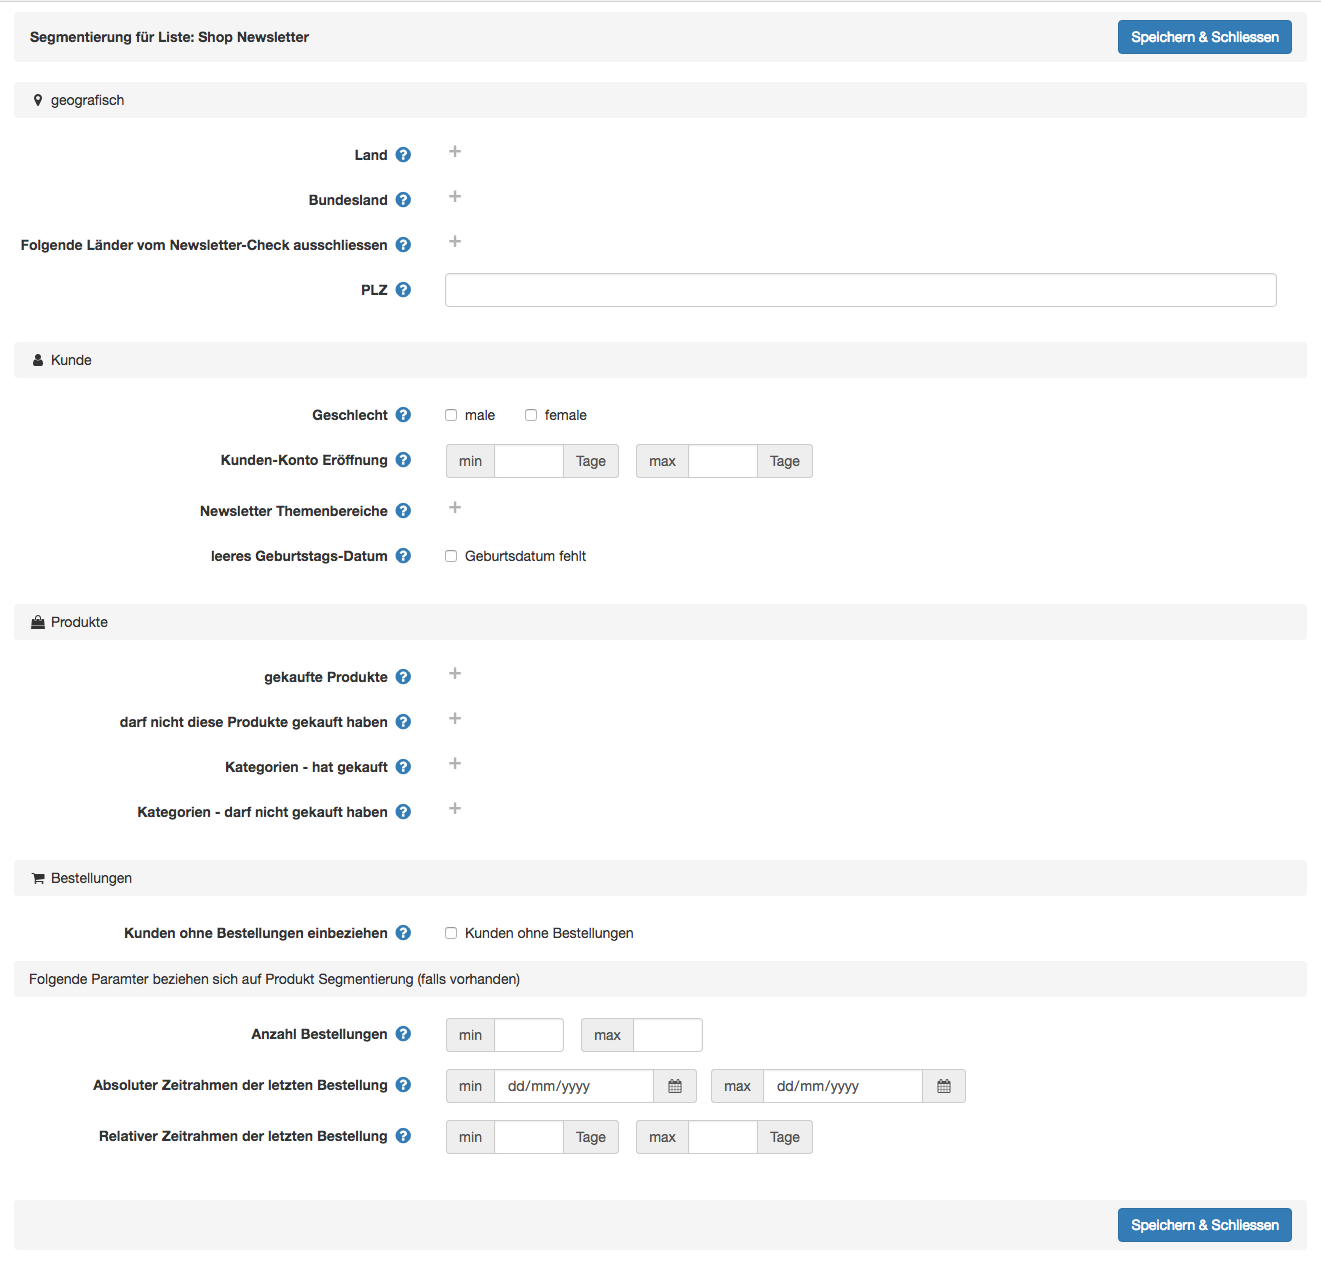 Segmentierung für Liste: Shop Newsletter Speichern & Schliessen
geografisch
Land
Bundesland
Folgende Länder vom Newsletter-Check ausschliessen
PLZ
Kunde
Geschlecht male female
Kunden-Konto Eröffnung min Tage max Tage
Newsletter Themenbereiche
leeres Geburtstags-Datum Geburtsdatum fehlt
Produkte
gekaufte Produkte
darf nicht diese Produkte gekauft haben
Kategorien - hat gekauft
Kategorien - darf nicht gekauft haben
Bestellungen
Kunden ohne Bestellungen einbeziehen Kunden ohne Bestellungen
Folgende Paramter beziehen sich auf Produkt Segmentierung (falls vorhanden)
Anzahl Bestellungen min max
Absoluter Zeitrahmen der letzten Bestellung min dd/mm/yyyy max dd/mm/yyyy
Relativer Zeitrahmen der letzten Bestellung min Tage max Tage
Speichern & Schliessen